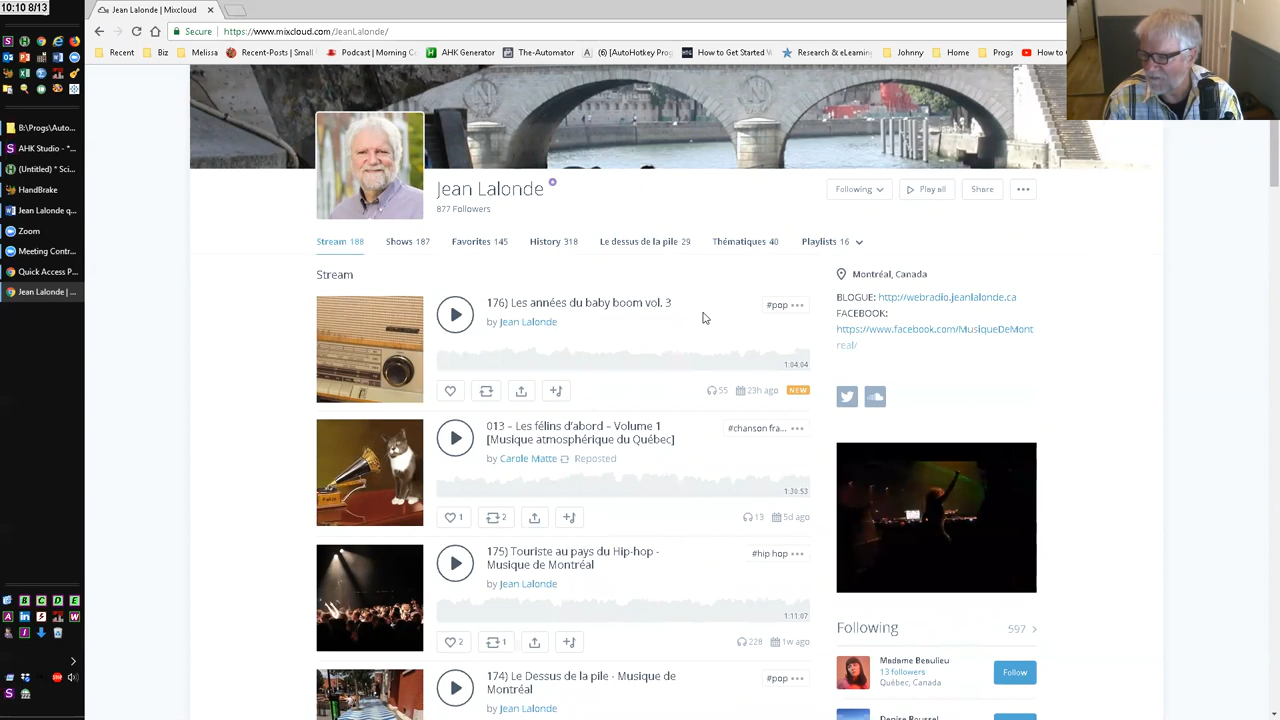 10:10 8/13
Jean Lalonde | Mixcloud
Secure
https://www.mixcloud.com/JeanLalonde/
Recent
Biz
Melissa
Recent-Posts | Small
Podcast | Morning C
AHK Generator
The-Automator
(6) [AutoHotkey Prog
How to Get Started W
Research & eLearning
Johnny
Home
Progs
How to
B:\Progs\Auto...
AHK Studio - *...
(Untitled) * Sci...
HandBrake
Jean Lalonde q...
Zoom
Meeting Contr...
Quick Access P...
Jean Lalonde |...
Jean Lalonde
877 Followers
Following
Play all
Share
Stream 188
Shows 187
Favorites 145
History 318
Le dessus de la pile 29
Thématiques 40
Playlists 16
Stream
176) Les années du baby boom vol. 3
#pop
by Jean Lalonde
1:04:04
55
23h ago
NEW
013 – Les félins d'abord – Volume 1
[Musique atmosphérique du Québec]
#chanson fra...
by Carole Matte
Reposted
1:30:53
1
2
13
5d ago
175) Touriste au pays du Hip-hop -
Musique de Montréal
#hip hop
by Jean Lalonde
1:11:07
2
1
228
1w ago
174) Le Dessus de la pile - Musique de
Montréal
#pop
by Jean Lalonde
Montréal, Canada
BLOGUE: http://webradio.jeanlalonde.ca
FACEBOOK:
https://www.facebook.com/MusiqueDeMont
real/
Following
597
Madame Beaulieu
13 followers
Québec, Canada
Follow
Denise Roussel